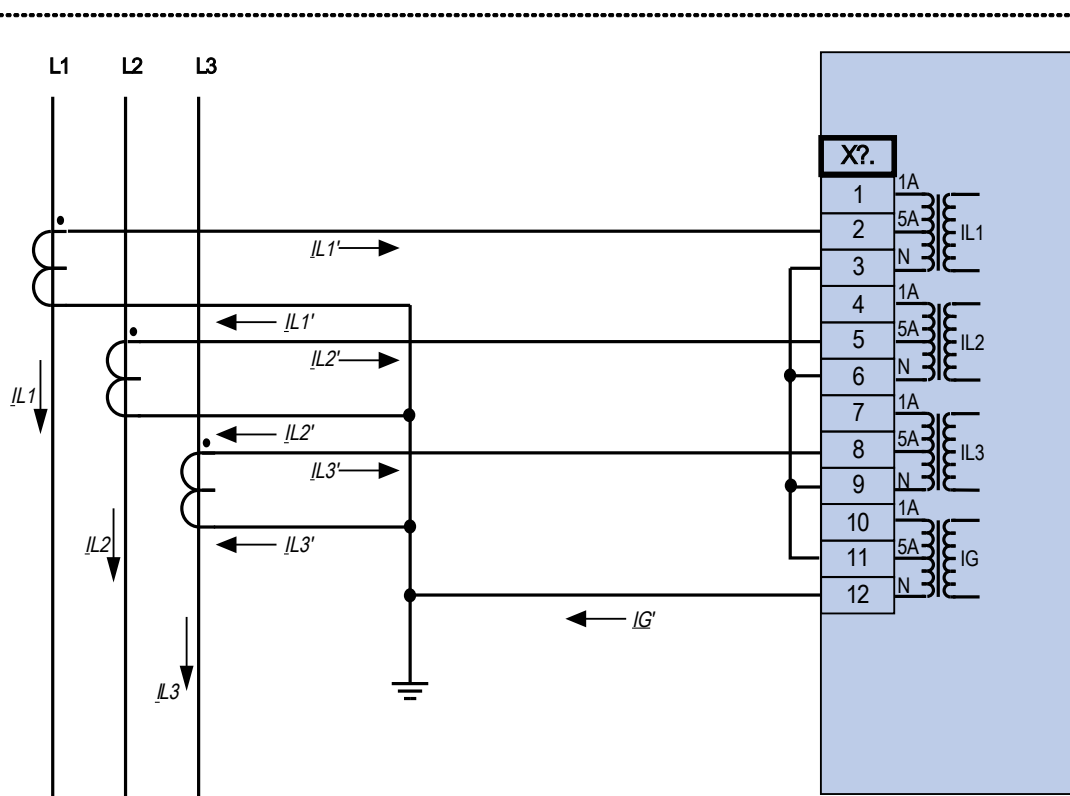 L1 L2 L3
X?.
1 1A
2 5A IL1
3 N
4 1A
5 5A IL2
6 N
7 1A
8 5A IL3
9 N
10 1A
11 5A IG
12 N
IL1'
IL1'
IL2'
IL1
IL2'
IL3'
IL2
IL3'
IG'
IL3